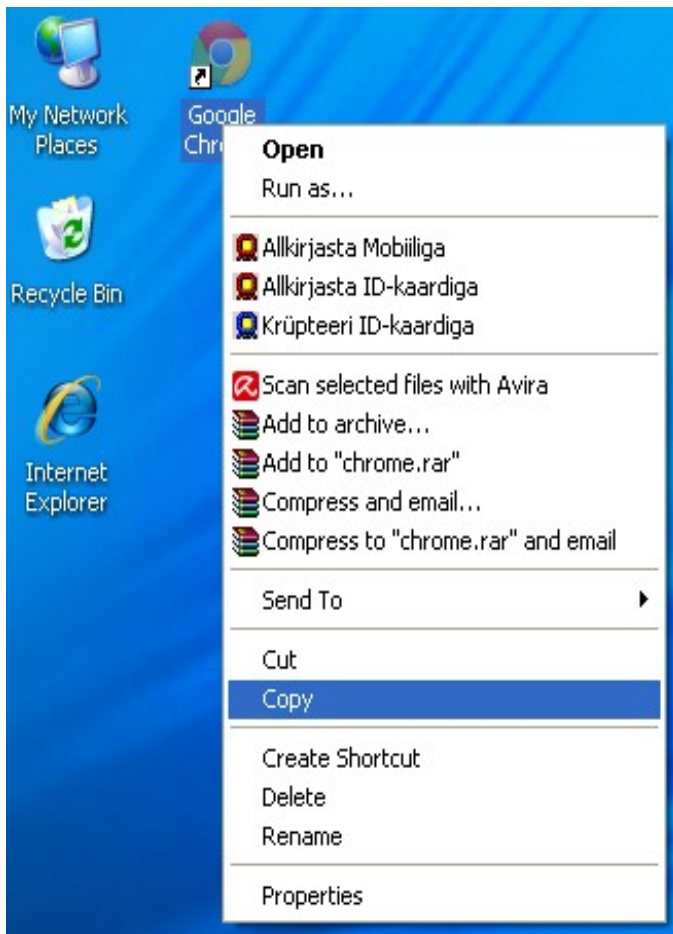 My Network
Places
Google
Recycle Bin
Internet
Explorer
Open
Run as...
Allkirjasta Mobiiliga
Allkirjasta ID-kaardiga
Krüpteeri ID-kaardiga
Scan selected files with Avira
Add to archive...
Add to "chrome.rar"
Compress and email...
Compress to "chrome.rar" and email
Send To
Cut
Copy
Create Shortcut
Delete
Rename
Properties